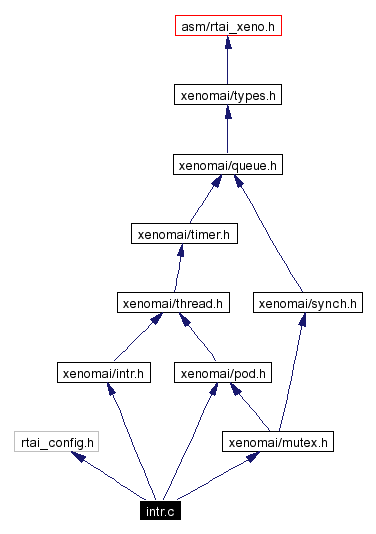 asm/rtai_xeno.h
xenomai/types.h
xenomai/queue.h
xenomai/timer.h
xenomai/thread.h
xenomai/synch.h
xenomai/intr.h
xenomai/pod.h
rtai_config.h
xenomai/mutex.h
intr.c